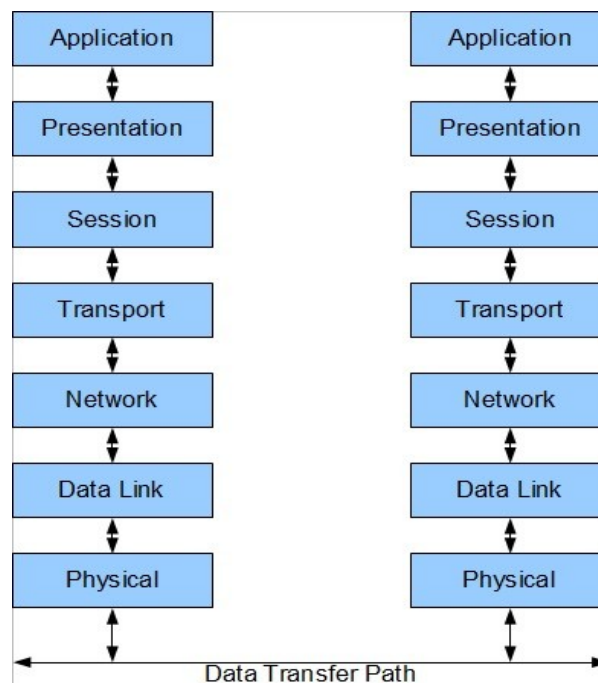 Application
Application
Presentation
Presentation
Session
Session
Transport
Transport
Network
Network
Data Link
Data Link
Physical
Physical
Data Transfer Path